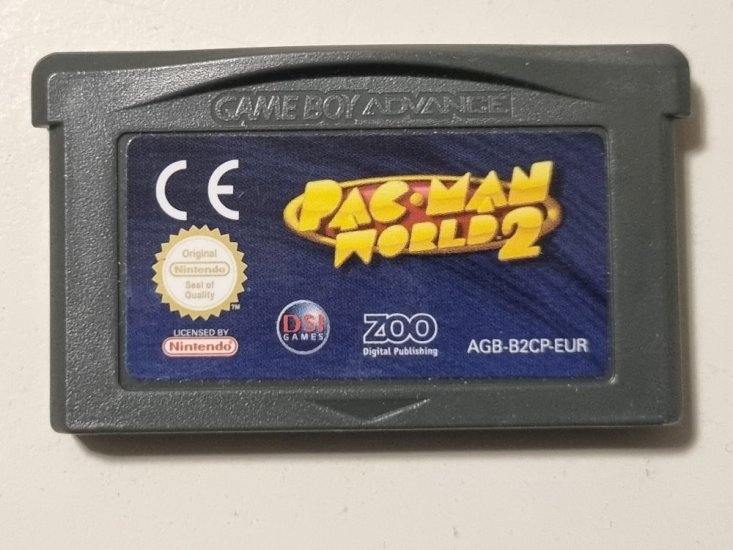 GAME BOY ADVANCE
CE
PAC-MAN
WORLD 2
Original
Nintendo
Seal of
Quality
TM
LICENSED BY
Nintendo
DSI
GAMES
ZOO
Digital Publishing
AGB-B2CP-EUR